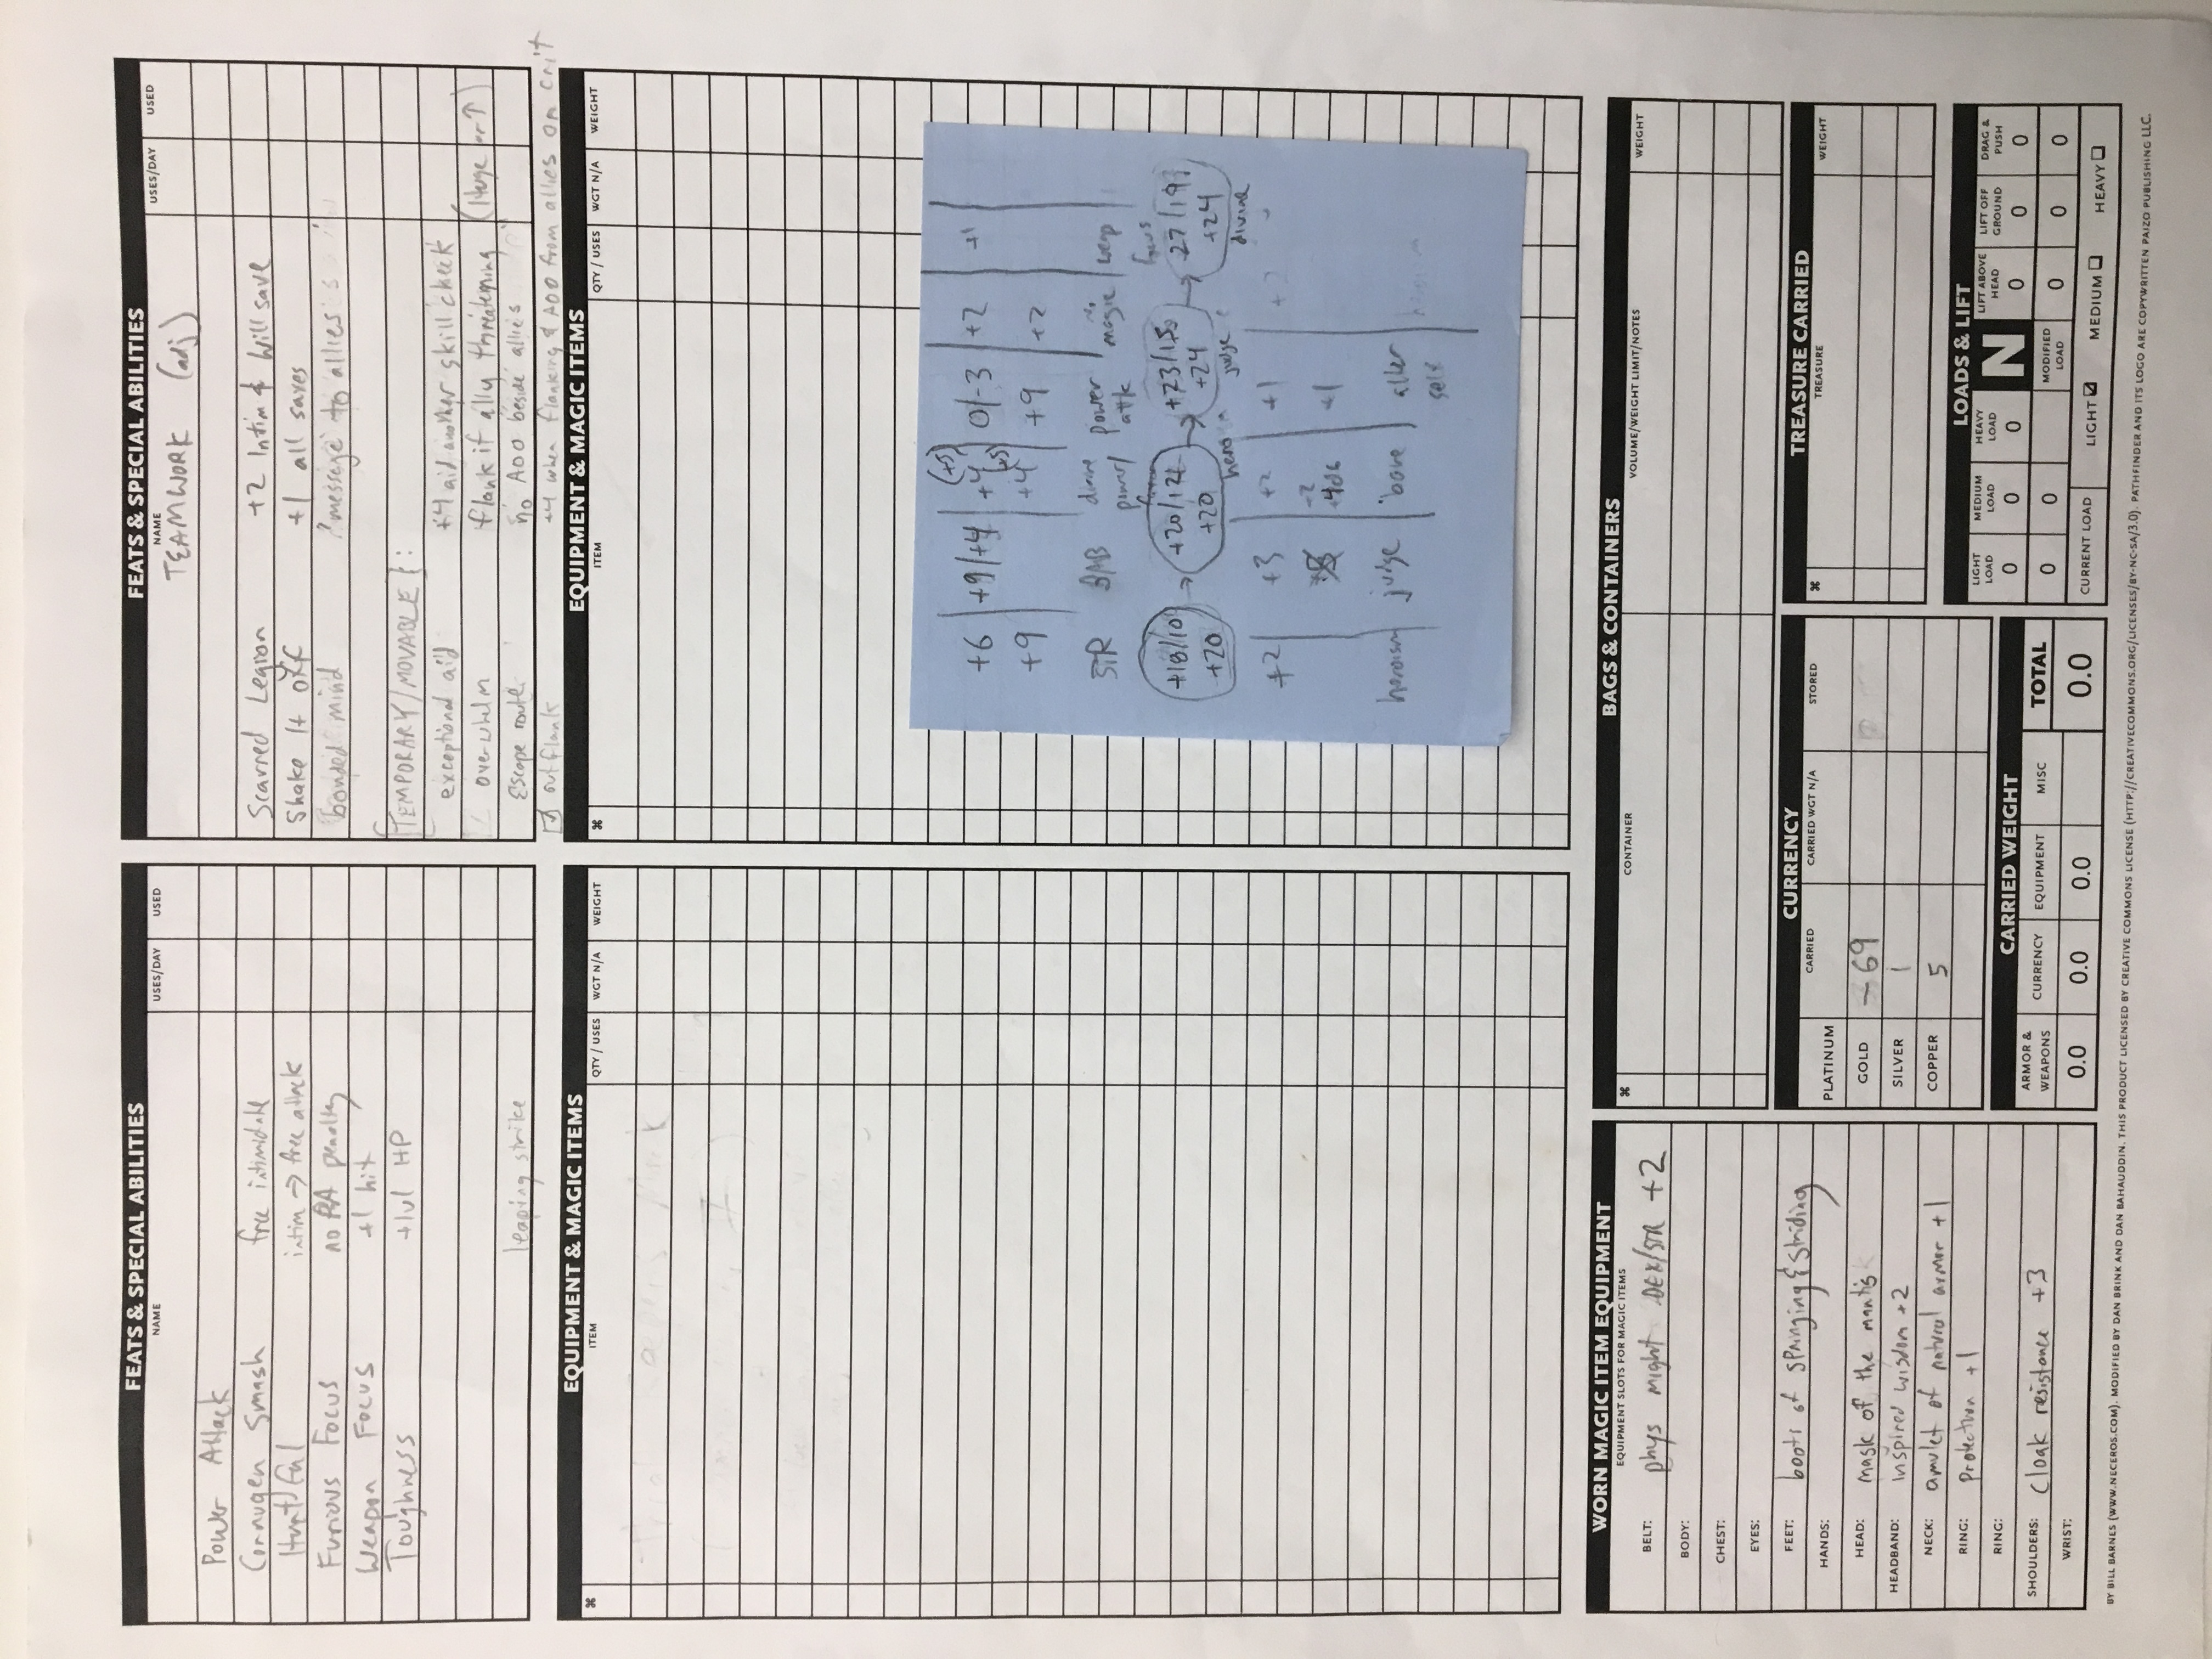 FEATS & SPECIAL ABILITIES
NAME USES/DAY USED
Power Attack
Cornugen Smash free intimidate
Hurtful intim → free attack
Furious Focus no PA penalty
Weapon Focus +1 hit
Toughness +1/lvl HP
leaping strike
FEATS & SPECIAL ABILITIES
NAME USES/DAY USED
TEAMWORK (adj)
Scarred Legion +2 Intim & Will save
Shake It off +1 all saves
bonded mind message to allies
[TEMPORARY/MOVABLE]:
exceptional aid +4 aid another skill check
overwhelm flank if ally threatening (Huge or ↑)
Escape route no AOO beside allies
☑ outflank +4 when flanking & AOO from allies on crit
EQUIPMENT & MAGIC ITEMS
⌘ ITEM QTY / USES WGT N/A WEIGHT
EQUIPMENT & MAGIC ITEMS
⌘ ITEM QTY / USES WGT N/A WEIGHT
(+5)
+6 +9/+4 +4 0/-3 +2 +1
(+5)
+9 +4 +9 +2
STR BAB divine power/ favor power attk magic weap focus
+18/10 → +20/12 → +23/15 → 27/19
+20 +20 +24 +24
judge
+2 +3 +2 +1
+1
heroism judge bane alter self
WORN MAGIC ITEM EQUIPMENT
EQUIPMENT SLOTS FOR MAGIC ITEMS
BELT: phys might DEX/STR +2
BODY:
CHEST:
EYES:
FEET: boots of springing & striding
HANDS:
HEAD: mask of the mantis
HEADBAND: inspired wisdom +2
NECK: amulet of natural armor +1
RING: protection +1
RING:
SHOULDERS: cloak resistance +3
WRIST:
BAGS & CONTAINERS
⌘ CONTAINER VOLUME/WEIGHT LIMIT/NOTES WEIGHT
CURRENCY
CARRIED CARRIED WGT N/A STORED
PLATINUM
GOLD -69
SILVER 1
COPPER 5
TREASURE CARRIED
⌘ TREASURE WEIGHT
CARRIED WEIGHT
ARMOR & WEAPONS CURRENCY EQUIPMENT MISC TOTAL
0.0 0.0 0.0 0.0
LOADS & LIFT
LIGHT LOAD MEDIUM LOAD HEAVY LOAD N LIFT ABOVE HEAD LIFT OFF GROUND DRAG & PUSH
0 0 0 0 0 0
0 0 MODIFIED LOAD 0 0 0
CURRENT LOAD LIGHT ☑ MEDIUM ☐ HEAVY ☐
BY BILL BARNES (WWW.NECEROS.COM). MODIFIED BY DAN BRINK AND DAN BAHAUDDIN. THIS PRODUCT LICENSED BY CREATIVE COMMONS LICENSE (HTTP://CREATIVECOMMONS.ORG/LICENSES/BY-NC-SA/3.0). PATHFINDER AND ITS LOGO ARE COPYWRITTEN PAIZO PUBLISHING LLC.